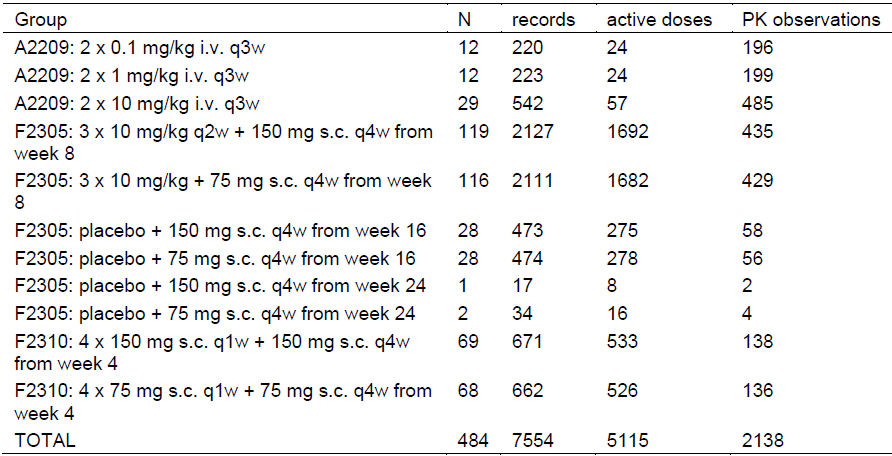 Group N records active doses PK observations
A2209: 2 x 0.1 mg/kg i.v. q3w 12 220 24 196
A2209: 2 x 1 mg/kg i.v. q3w 12 223 24 199
A2209: 2 x 10 mg/kg i.v. q3w 29 542 57 485
F2305: 3 x 10 mg/kg q2w + 150 mg s.c. q4w from 119 2127 1692 435
week 8
F2305: 3 x 10 mg/kg + 75 mg s.c. q4w from week 116 2111 1682 429
8
F2305: placebo + 150 mg s.c. q4w from week 16 28 473 275 58
F2305: placebo + 75 mg s.c. q4w from week 16 28 474 278 56
F2305: placebo + 150 mg s.c. q4w from week 24 1 17 8 2
F2305: placebo + 75 mg s.c. q4w from week 24 2 34 16 4
F2310: 4 x 150 mg s.c. q1w + 150 mg s.c. q4w 69 671 533 138
from week 4
F2310: 4 x 75 mg s.c. q1w + 75 mg s.c. q4w from 68 662 526 136
week 4
TOTAL 484 7554 5115 2138